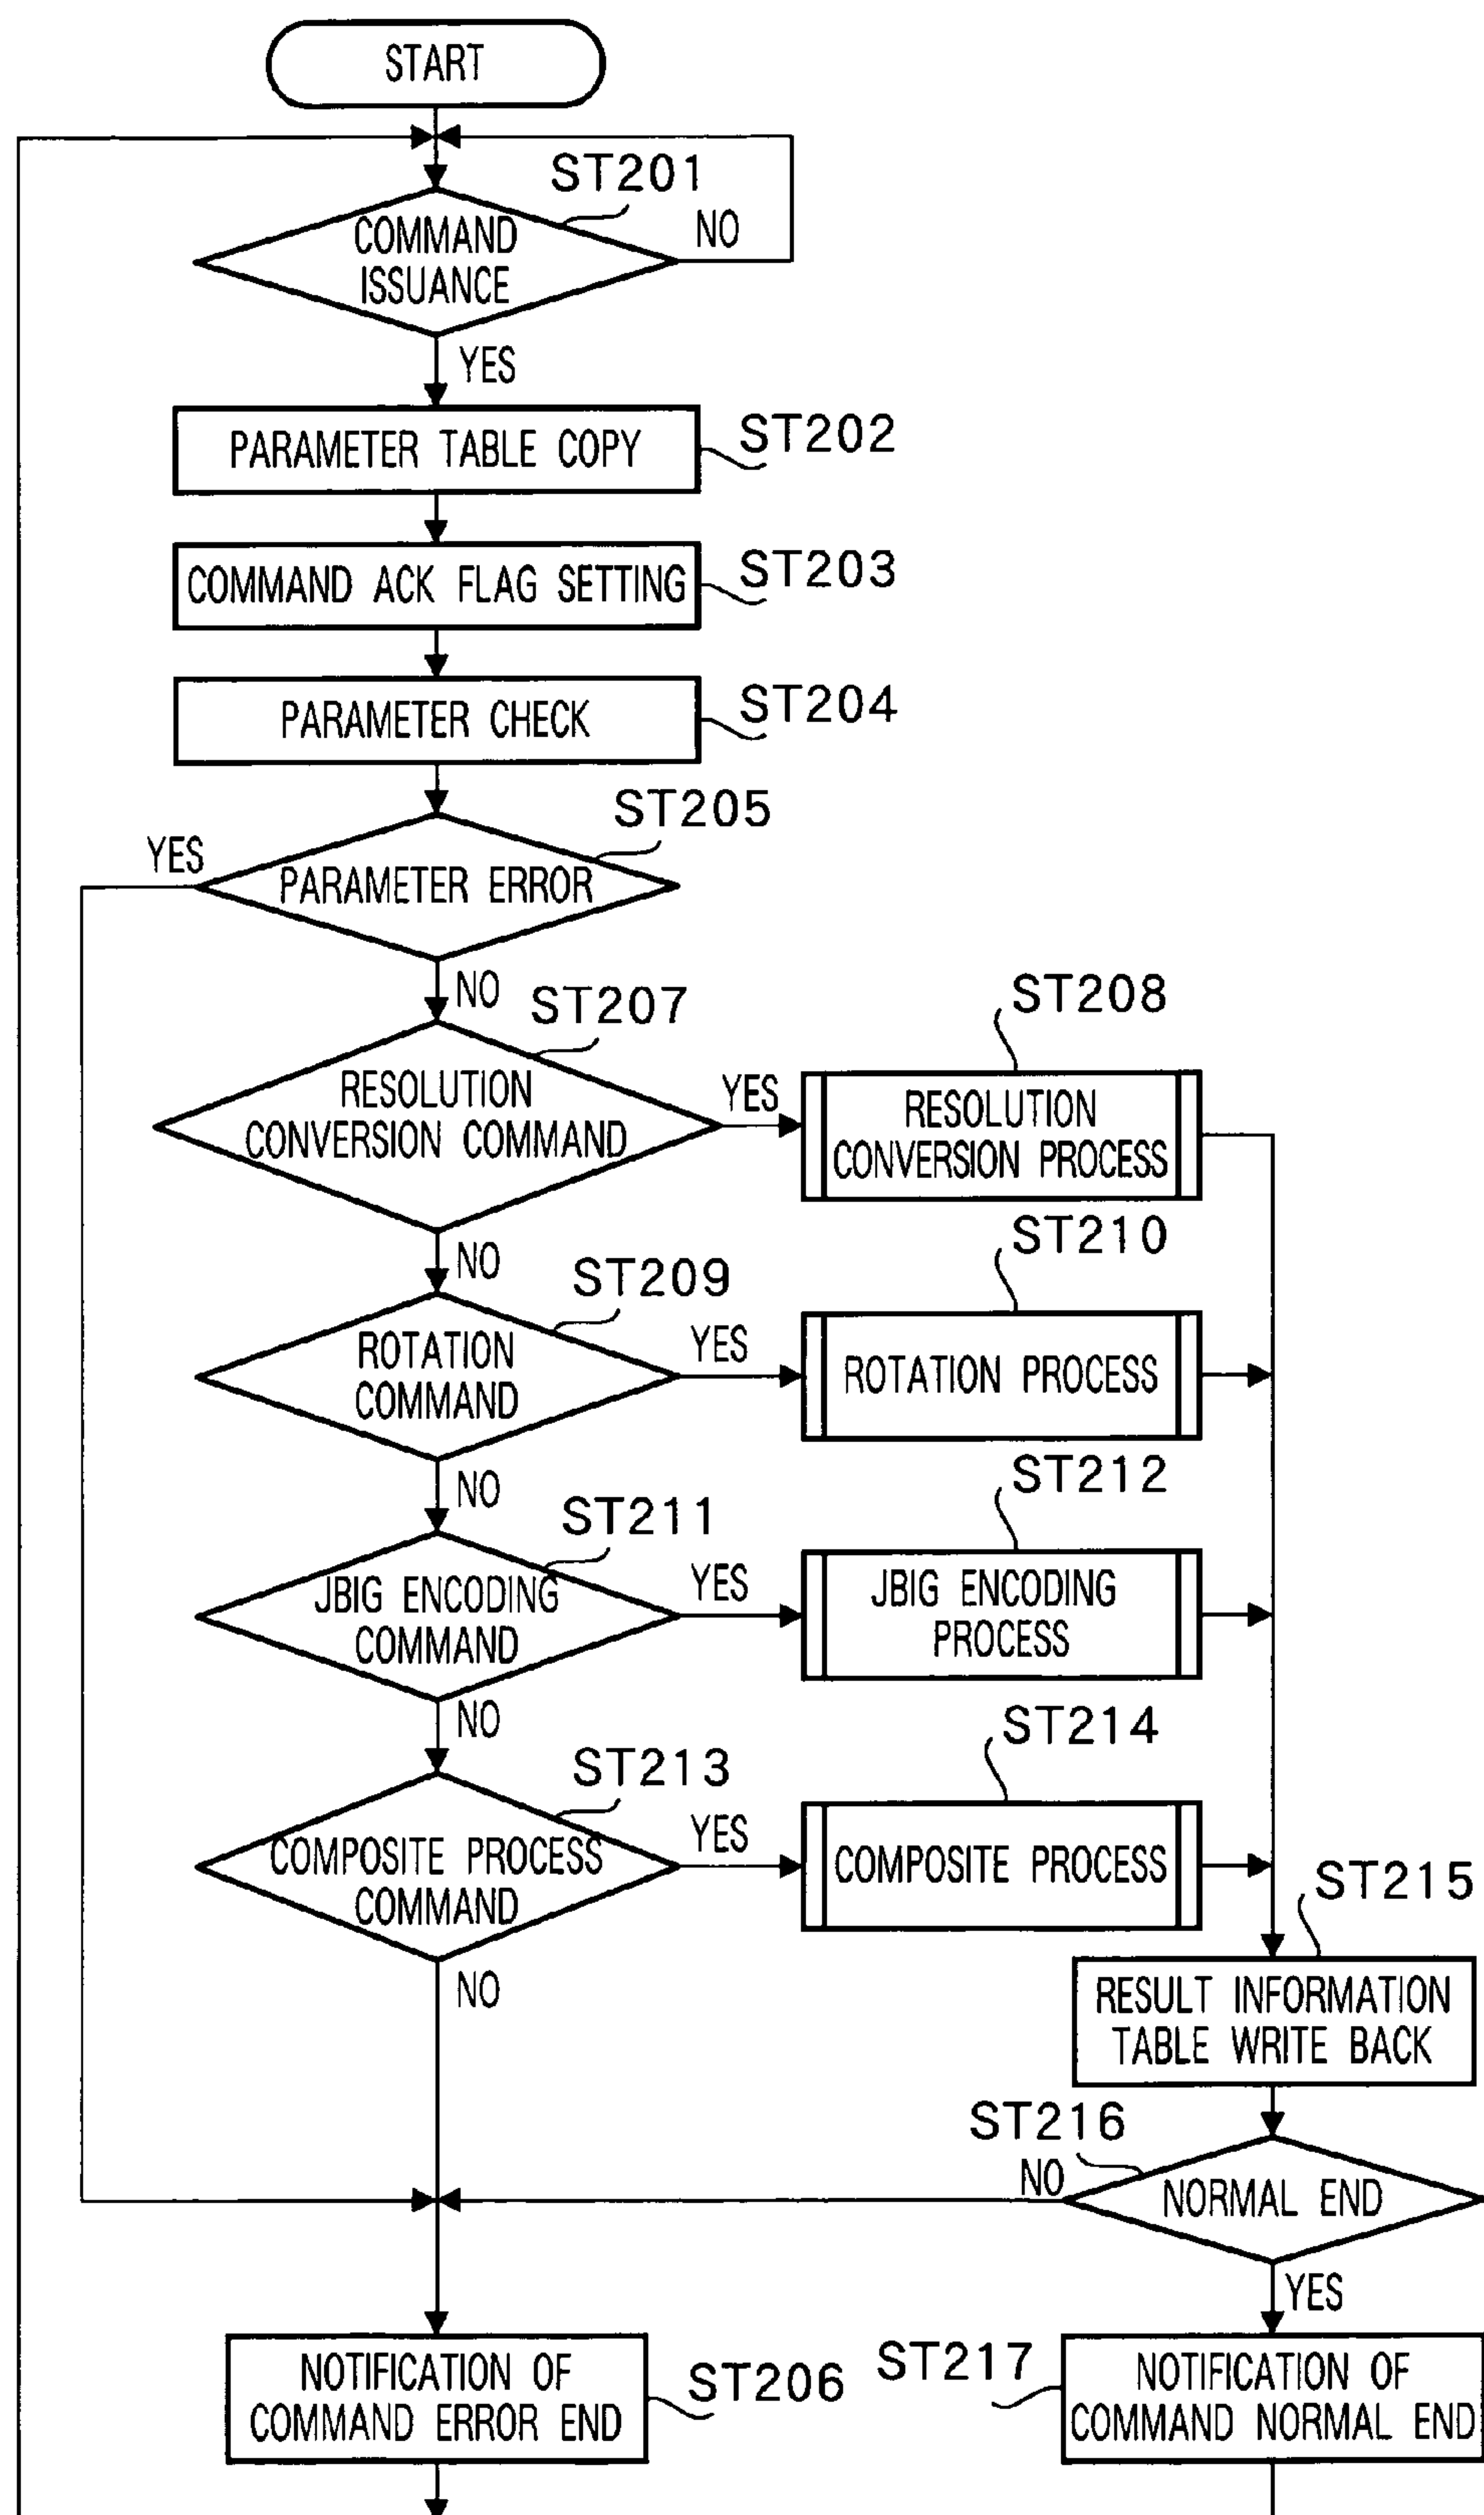 START
ST201
NO
COMMAND
ISSUANCE
YES
PARAMETER TABLE COPY
ST202
COMMAND ACK FLAG SETTING
ST203
PARAMETER CHECK
ST204
ST205
YES
PARAMETER ERROR
NO
ST207
ST208
RESOLUTION
CONVERSION COMMAND
YES
RESOLUTION
CONVERSION PROCESS
NO
ST209
ST210
ROTATION
COMMAND
YES
ROTATION PROCESS
NO
ST211
ST212
JBIG ENCODING
COMMAND
YES
JBIG ENCODING
PROCESS
NO
ST213
ST214
COMPOSITE PROCESS
COMMAND
YES
COMPOSITE PROCESS
NO
ST215
RESULT INFORMATION
TABLE WRITE BACK
ST216
NO
NORMAL END
YES
NOTIFICATION OF
COMMAND ERROR END
ST206
ST217
NOTIFICATION OF
COMMAND NORMAL END